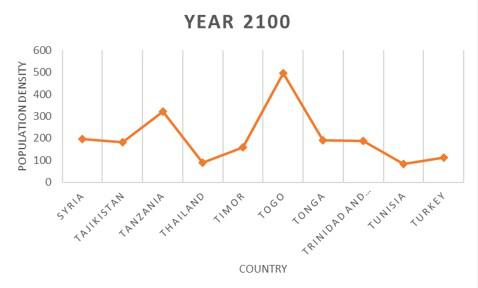 YEAR 2100
POPULATION DENSITY
600
500
400
300
200
100
0
SYRIA
TAJIKISTAN
TANZANIA
THAILAND
TIMOR
TOGO
TONGA
TRINIDAD AND...
TUNISIA
TURKEY
COUNTRY